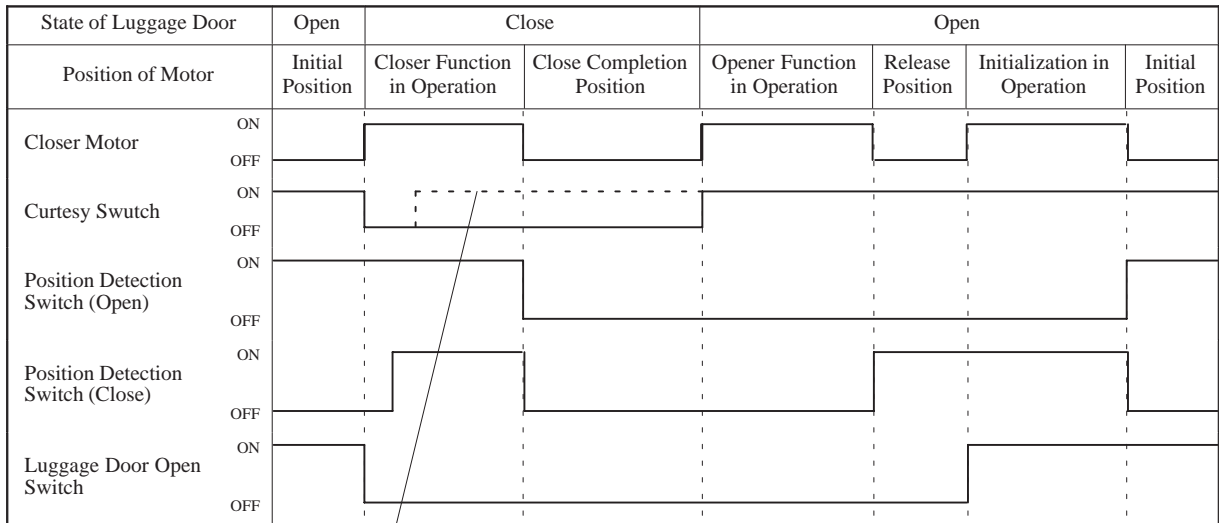 State of Luggage Door Open Close Open
Position of Motor Initial Position Closer Function in Operation Close Completion Position Opener Function in Operation Release Position Initialization in Operation Initial Position
Closer Motor
ON
OFF
Curtesy Swutch
ON
OFF
Position Detection
Switch (Open)
ON
OFF
Position Detection
Switch (Close)
ON
OFF
Luggage Door Open
Switch
ON
OFF